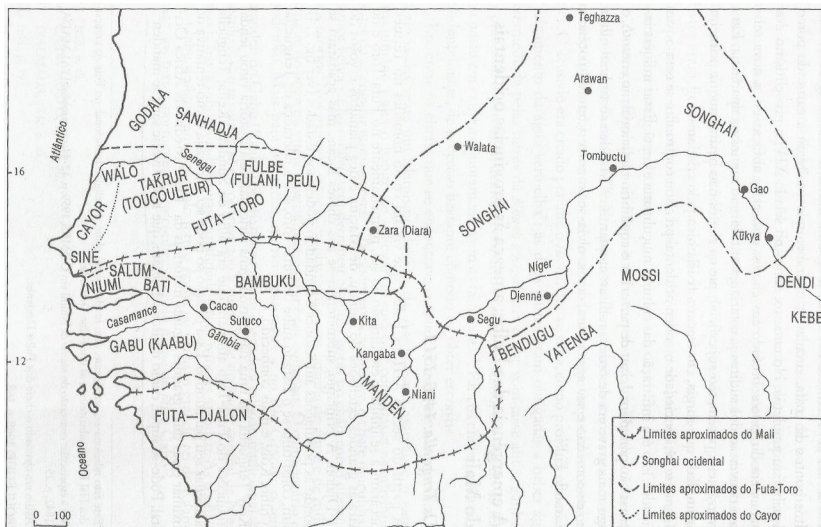 Teghazza
Arawan
SONGHAI
GODALA
SANHADJA
Atlântico
Walata
Tombuctu
Senegal
FULBE
(FULANI, PEUL)
WALO
16
TAKRUR
(TOUCOULEUR)
Gao
SONGHAI
CAYOR
FUTA—TORO
Zara (Diara)
Kūkya
SINE
SALUM
NIUMI
BATI
BAMBUKU
Níger
MOSSI
DENDI
Djenné
KEBE
Cacao
Casamance
Sutuco
Kita
Segu
BENDUGU
Gâmbia
GABU (KAABU)
YATENGA
12
Kangaba
MANDEN
Niani
FUTA—DJALON
Oceano
Limites aproximados do Mali
Songhai ocidental
Limites aproximados do Futa-Toro
Limites aproximados do Cayor
0 100